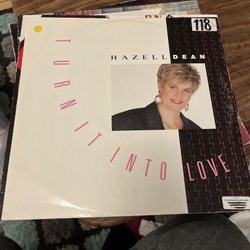 118
HAZELL DEAN
TURN IT INTO LOVE